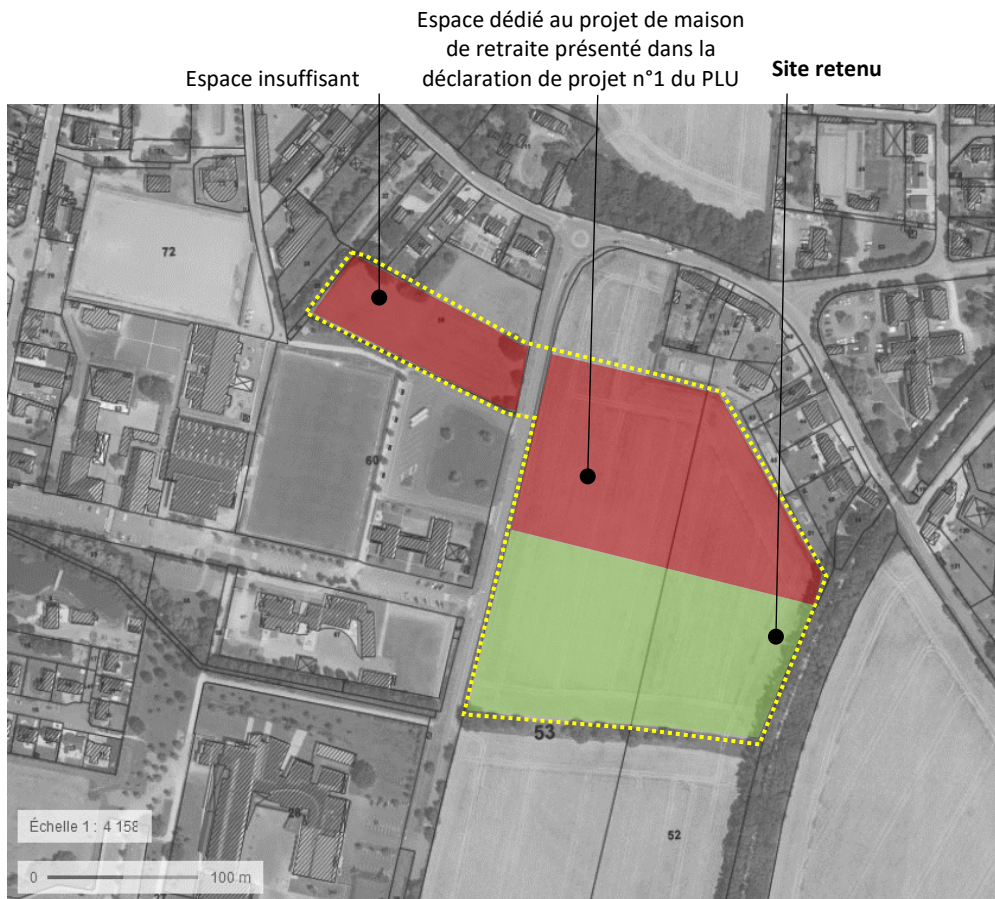 Espace dédié au projet de maison
de retraite présenté dans la
déclaration de projet n°1 du PLU
Espace insuffisant
Site retenu
72
60
53
52
Échelle 1 : 4 158
0
100 m